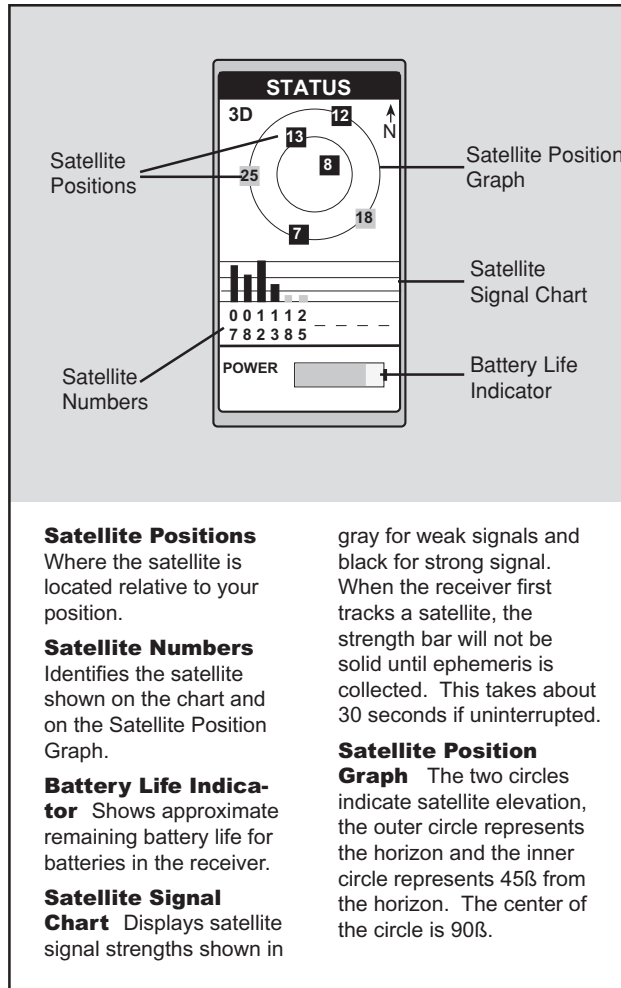 STATUS
3D
12
N
13
8
25
18
7
Satellite
Positions
Satellite Position
Graph
Satellite
Signal Chart
0 0 1 1 1 2
7 8 2 3 8 5
POWER
Satellite
Numbers
Battery Life
Indicator
Satellite Positions
Where the satellite is
located relative to your
position.
Satellite Numbers
Identifies the satellite
shown on the chart and
on the Satellite Position
Graph.
Battery Life Indica-
tor Shows approximate
remaining battery life for
batteries in the receiver.
Satellite Signal
Chart Displays satellite
signal strengths shown in
gray for weak signals and
black for strong signal.
When the receiver first
tracks a satellite, the
strength bar will not be
solid until ephemeris is
collected. This takes about
30 seconds if uninterrupted.
Satellite Position
Graph The two circles
indicate satellite elevation,
the outer circle represents
the horizon and the inner
circle represents 45ß from
the horizon. The center of
the circle is 90ß.